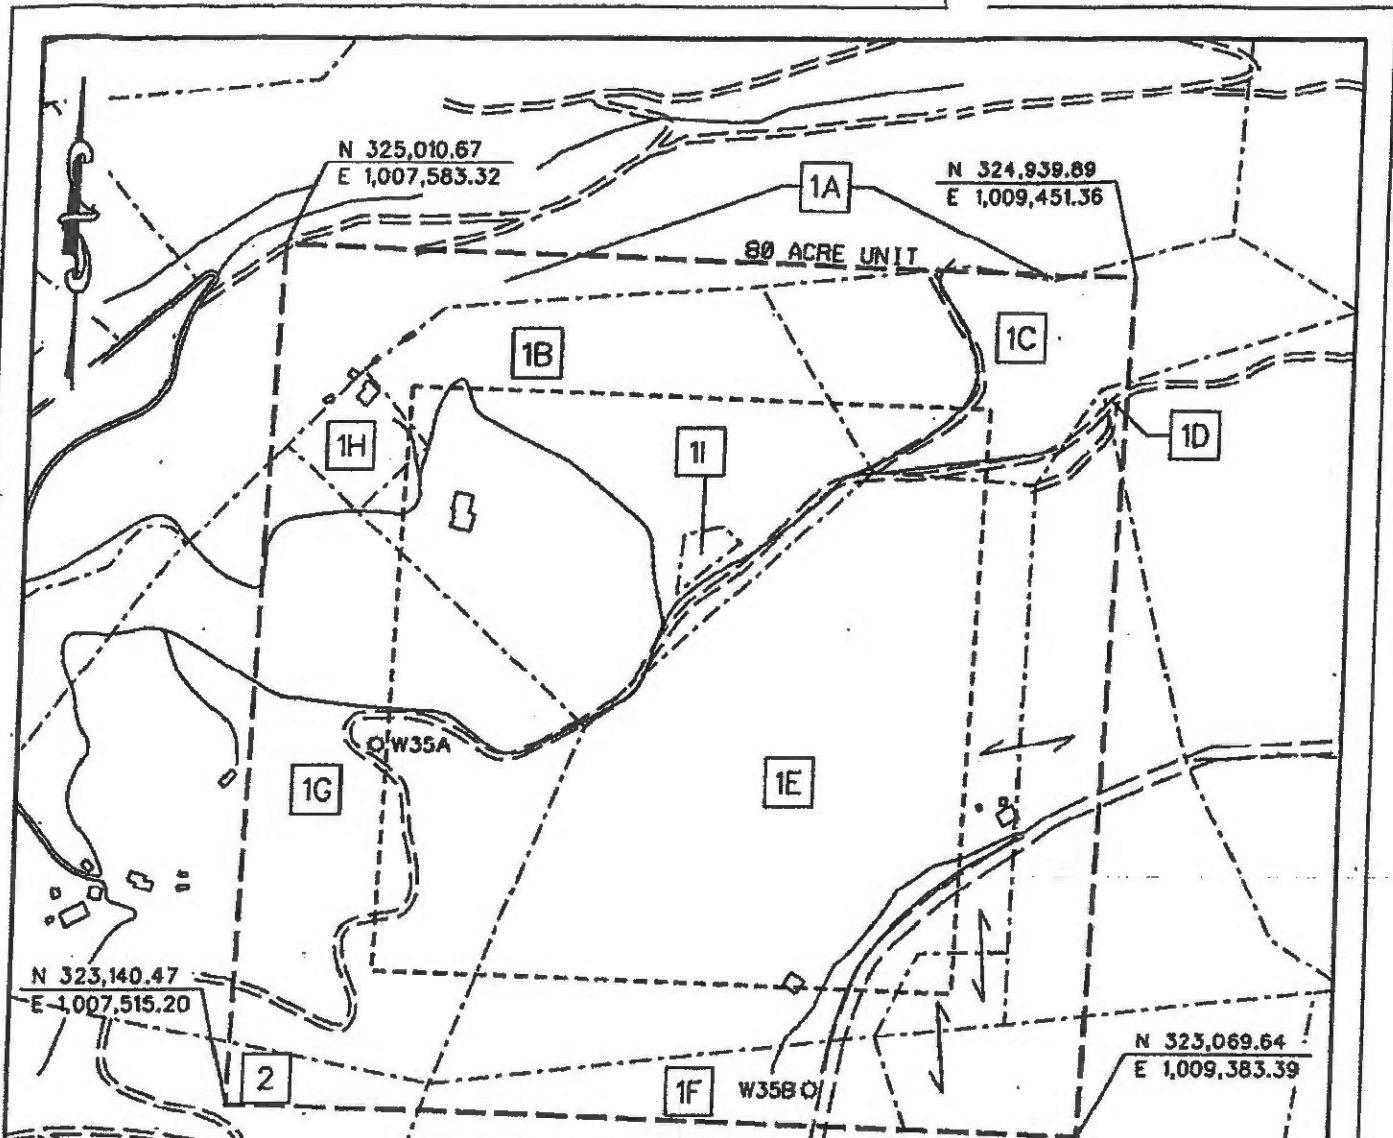 N 325,010.67
E 1,007,583.32
1A
N 324,939.89
E 1,009,451.36
80 ACRE UNIT
1B
1C
1H
1I
1D
W35A
1G
1E
N 323,140.47
E 1,007,515.20
2
1F
W35B
N 323,069.64
E 1,009,383.39